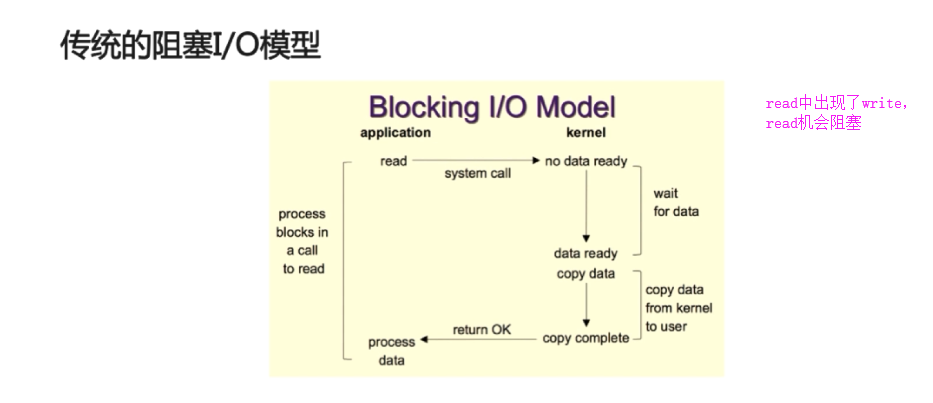 传统的阻塞I/O模型
Blocking I/O Model
application
kernel
read
system call
no data ready
wait
for data
process
blocks in
a call
to read
data ready
copy data
copy data
from kernel
to user
return OK
copy complete
process
data
read中出现了write,
read机会阻塞